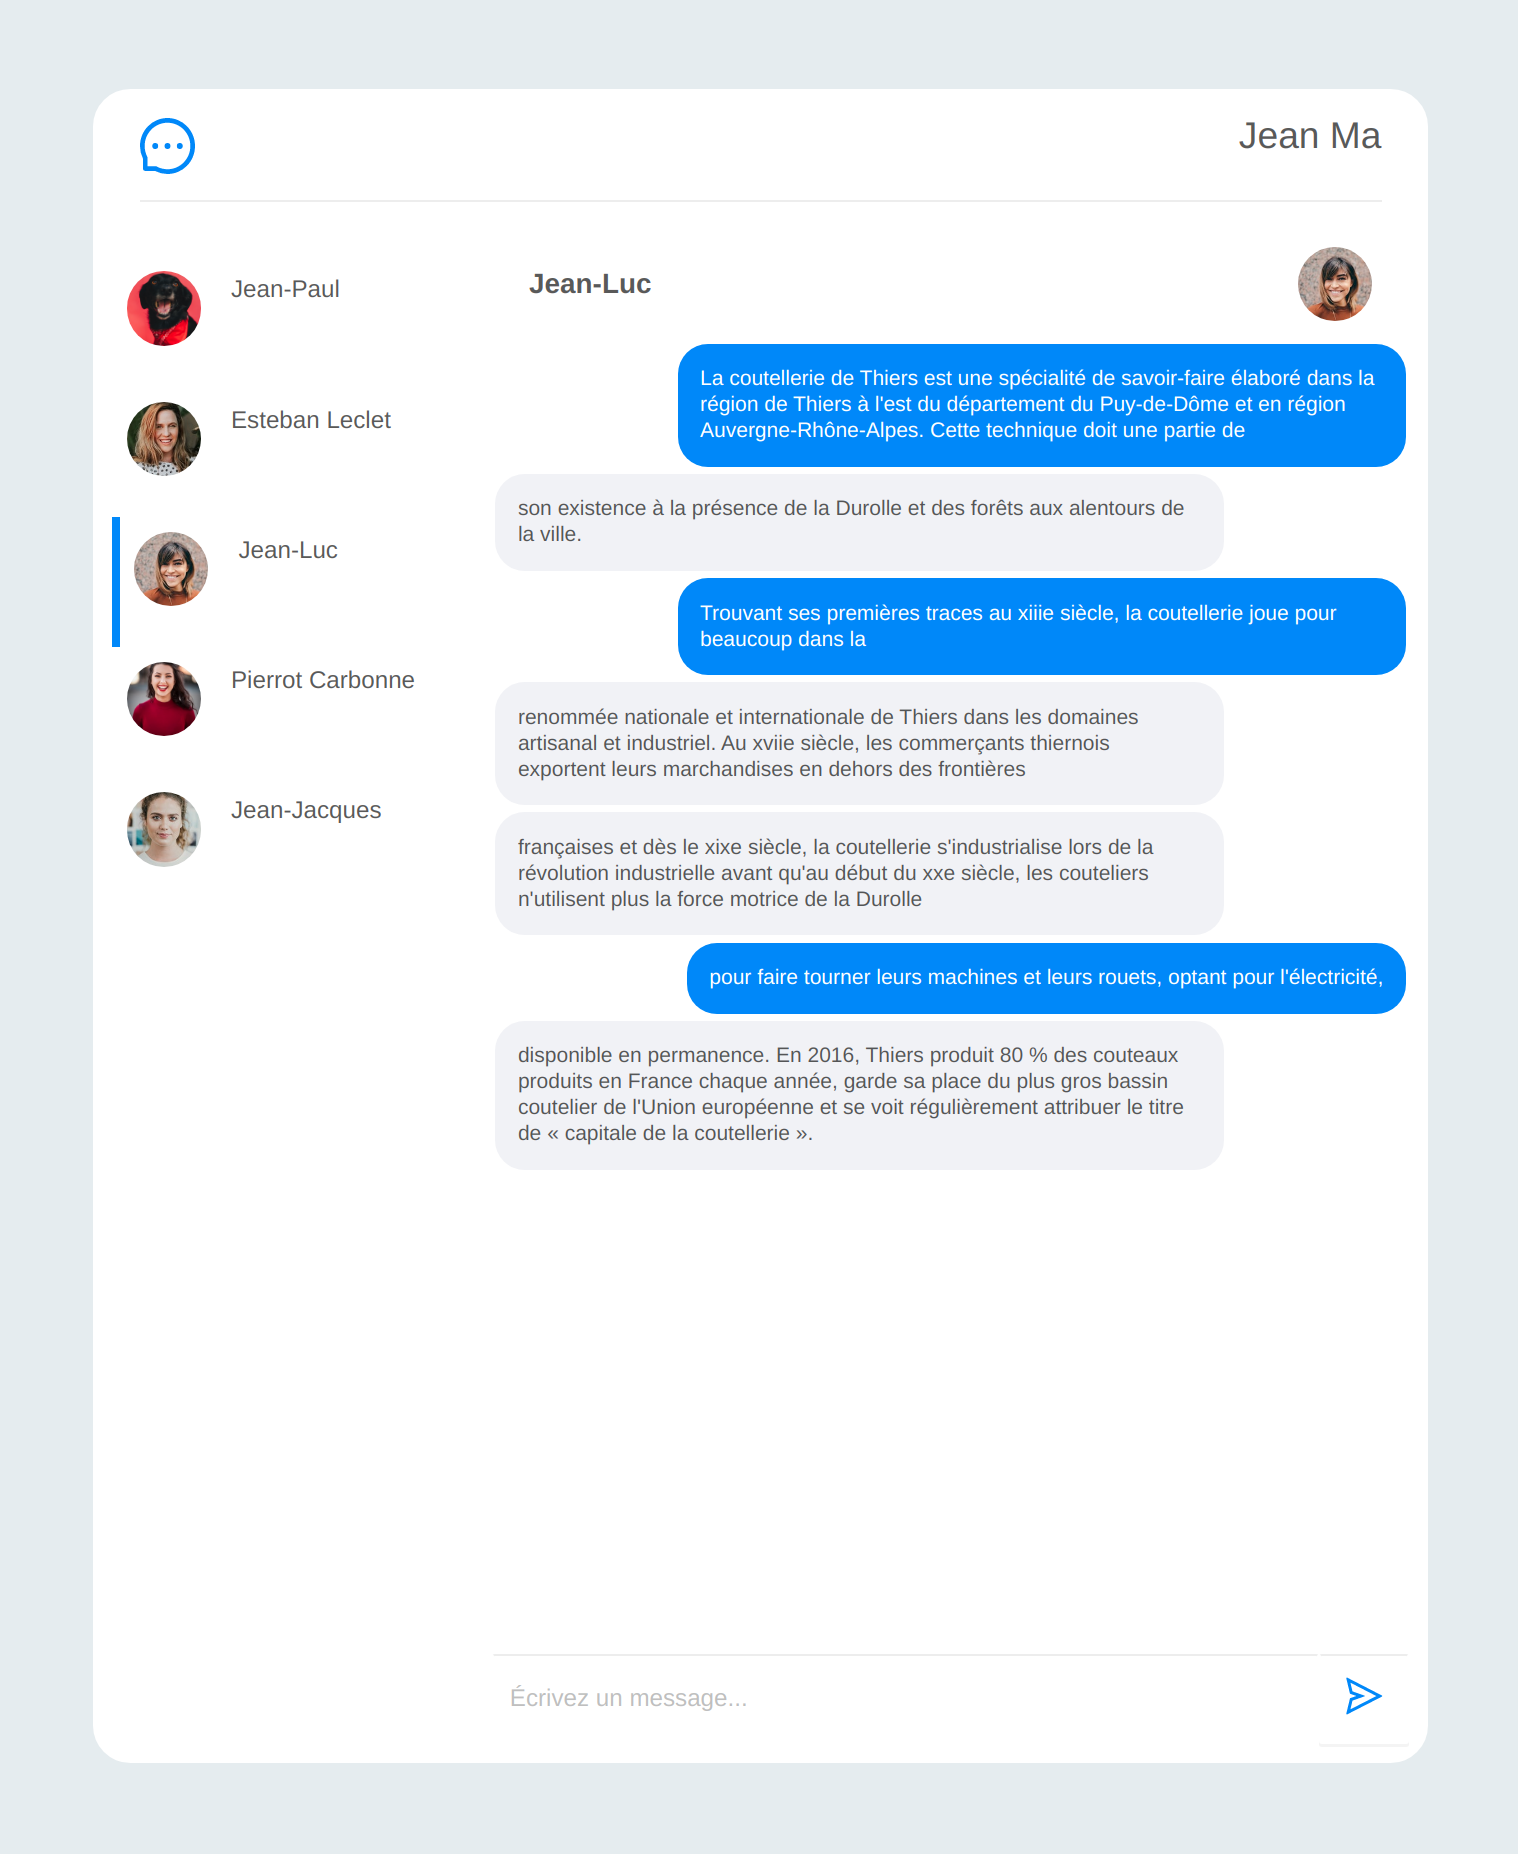 Jean Ma
Jean-Paul
Esteban Leclet
Jean-Luc
Pierrot Carbonne
Jean-Jacques
Jean-Luc
La coutellerie de Thiers est une spécialité de savoir-faire élaboré dans la
région de Thiers à l'est du département du Puy-de-Dôme et en région
Auvergne-Rhône-Alpes. Cette technique doit une partie de
son existence à la présence de la Durolle et des forêts aux alentours de
la ville.
Trouvant ses premières traces au xiiie siècle, la coutellerie joue pour
beaucoup dans la
renommée nationale et internationale de Thiers dans les domaines
artisanal et industriel. Au xviie siècle, les commerçants thiernois
exportent leurs marchandises en dehors des frontières
françaises et dès le xixe siècle, la coutellerie s'industrialise lors de la
révolution industrielle avant qu'au début du xxe siècle, les couteliers
n'utilisent plus la force motrice de la Durolle
pour faire tourner leurs machines et leurs rouets, optant pour l'électricité,
disponible en permanence. En 2016, Thiers produit 80 % des couteaux
produits en France chaque année, garde sa place du plus gros bassin
coutelier de l'Union européenne et se voit régulièrement attribuer le titre
de « capitale de la coutellerie ».
Écrivez un message...